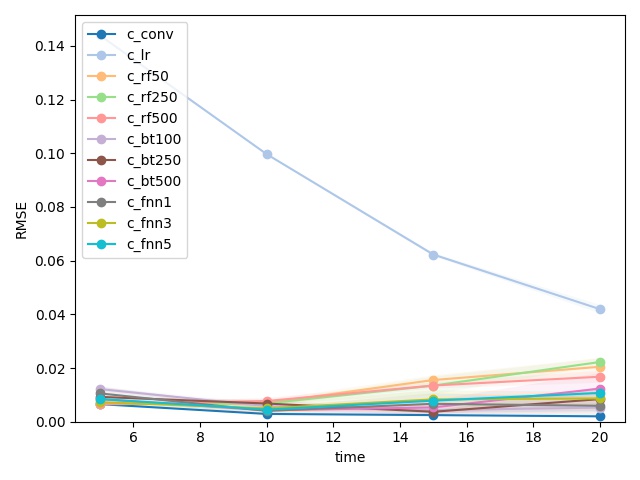 0.14
0.12
0.10
0.08
0.06
0.04
0.02
0.00
RMSE
c_conv
c_lr
c_rf50
c_rf250
c_rf500
c_bt100
c_bt250
c_bt500
c_fnn1
c_fnn3
c_fnn5
6 8 10 12 14 16 18 20
time